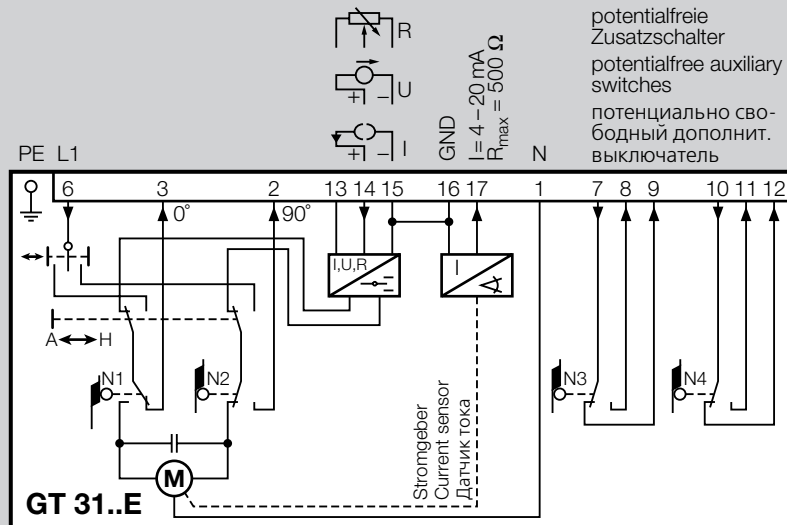 R
+ − U
+ − I
GND
I = 4 – 20 mA
Rmax = 500 Ω
potentialfreie
Zusatzschalter
potentialfree auxiliary
switches
потенциально сво-
бодный дополнит.
выключатель
PE L1 N
6 3 2 13 14 15 16 17 1 7 8 9 10 11 12
0° 90°
I,U,R I
A H
N1 N2 N3 N4
M
Stromgeber
Current sensor
Датчик тока
GT 31..E